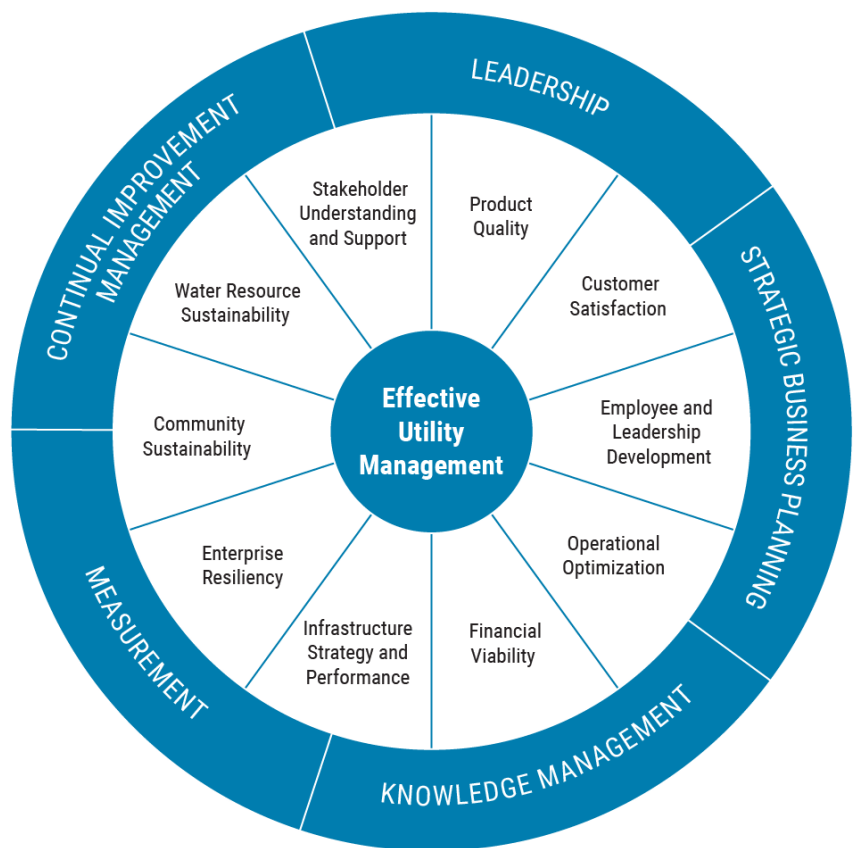 LEADERSHIP
STRATEGIC BUSINESS PLANNING
KNOWLEDGE MANAGEMENT
MEASUREMENT
CONTINUAL IMPROVEMENT
MANAGEMENT
Product
Quality
Customer
Satisfaction
Employee and
Leadership
Development
Operational
Optimization
Financial
Viability
Infrastructure
Strategy and
Performance
Enterprise
Resiliency
Community
Sustainability
Water Resource
Sustainability
Stakeholder
Understanding
and Support
Effective
Utility
Management